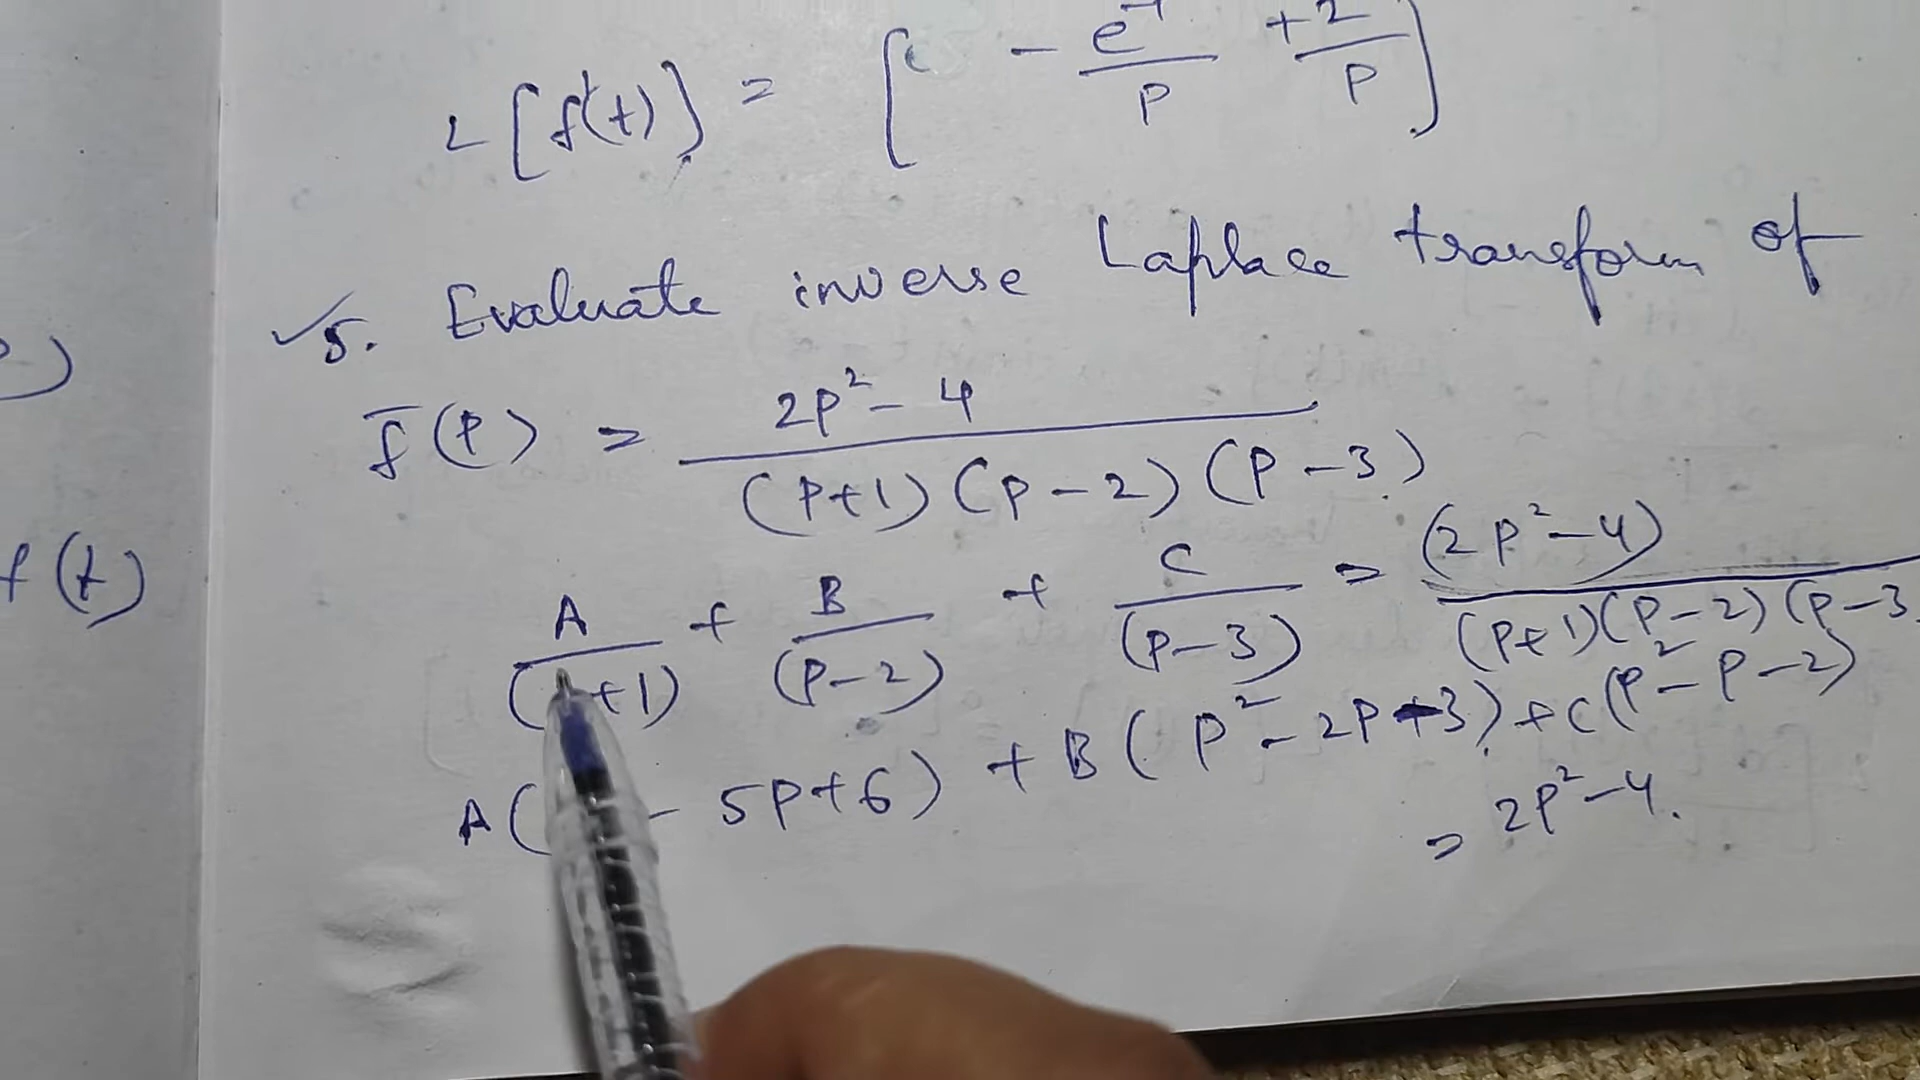 L[f'(t)] = [ - e^-1/P + 2/P ]
5. Evaluate inverse Laplace transform of
f̅(P) = 2P² - 4 / (P+1)(P-2)(P-3)
f(t)
A/( +1) + B/(P-2) + C/(P-3) = (2P²-4) / (P+1)(P-2)(P-3
A( - 5P+6) + B(P²-2P-3) + C(P²-P-2)
= 2P²-4.